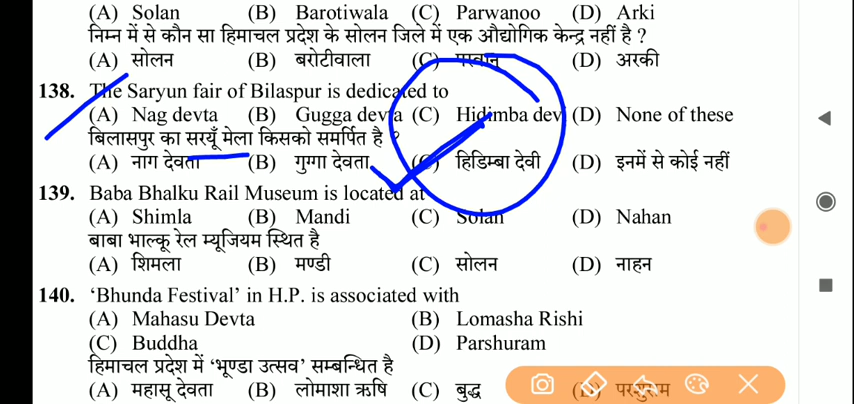 (A) Solan (B) Barotiwala (C) Parwanoo (D) Arki
निम्न में से कौन सा हिमाचल प्रदेश के सोलन जिले में एक औद्योगिक केन्द्र नहीं है ?
(A) सोलन (B) बरोटीवाला (C) (D) अरकी
138. The Saryun fair of Bilaspur is dedicated to
(A) Nag devta (B) Gugga devta (C) Hidimba devi (D) None of these
बिलासपुर का सरयूँ मेला किसको समर्पित है ?
(A) नाग देवता (B) गुग्गा देवता (C) हिडिम्बा देवी (D) इनमें से कोई नहीं
139. Baba Bhalku Rail Museum is located at
(A) Shimla (B) Mandi (C) Solan (D) Nahan
बाबा भाल्कू रेल म्यूजियम स्थित है
(A) शिमला (B) मण्डी (C) सोलन (D) नाहन
140. ‘Bhunda Festival’ in H.P. is associated with
(A) Mahasu Devta (B) Lomasha Rishi
(C) Buddha (D) Parshuram
हिमाचल प्रदेश में ‘भूण्डा उत्सव’ सम्बन्धित है
(A) महासू देवता (B) लोमाशा ऋषि (C) बुद्ध (D) परशुराम